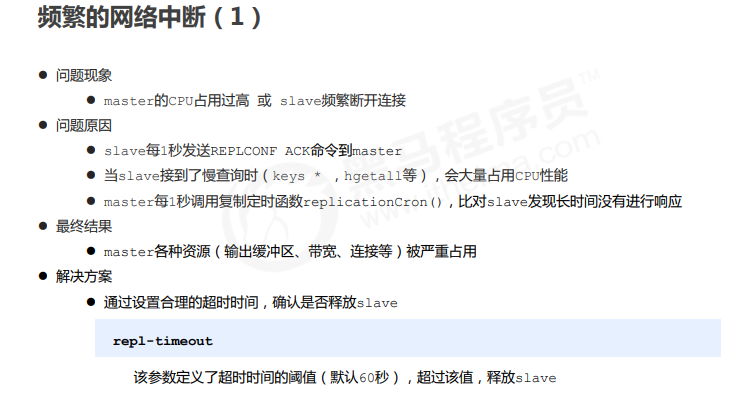 频繁的网络中断（1）
● 问题现象
● master的CPU占用过高 或 slave频繁断开连接
● 问题原因
● slave每1秒发送REPLCONF ACK命令到master
● 当slave接到了慢查询时（keys * ，hgetall等），会大量占用CPU性能
● master每1秒调用复制定时函数replicationCron()，比对slave发现长时间没有进行响应
● 最终结果
● master各种资源（输出缓冲区、带宽、连接等）被严重占用
● 解决方案
● 通过设置合理的超时时间，确认是否释放slave
repl-timeout
该参数定义了超时时间的阈值（默认60秒），超过该值，释放slave
黑马程序员™
www.itheima.com